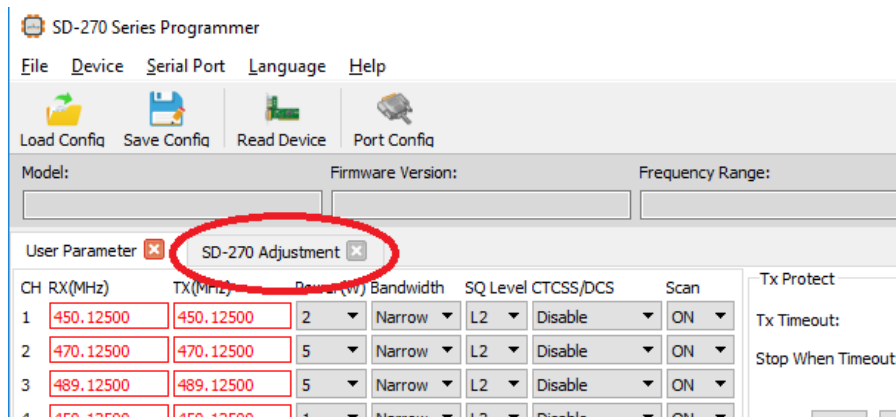 SD-270 Series Programmer
File Device Serial Port Language Help
Load Config Save Config Read Device Port Config
Model: Firmware Version: Frequency Range:
User Parameter SD-270 Adjustment
CH RX(MHz) TX(MHz) Power(W) Bandwidth SQ Level CTCSS/DCS Scan Tx Protect
1 450.12500 450.12500 2 Narrow L2 Disable ON Tx Timeout:
2 470.12500 470.12500 5 Narrow L2 Disable ON Stop When Timeout
3 489.12500 489.12500 5 Narrow L2 Disable ON